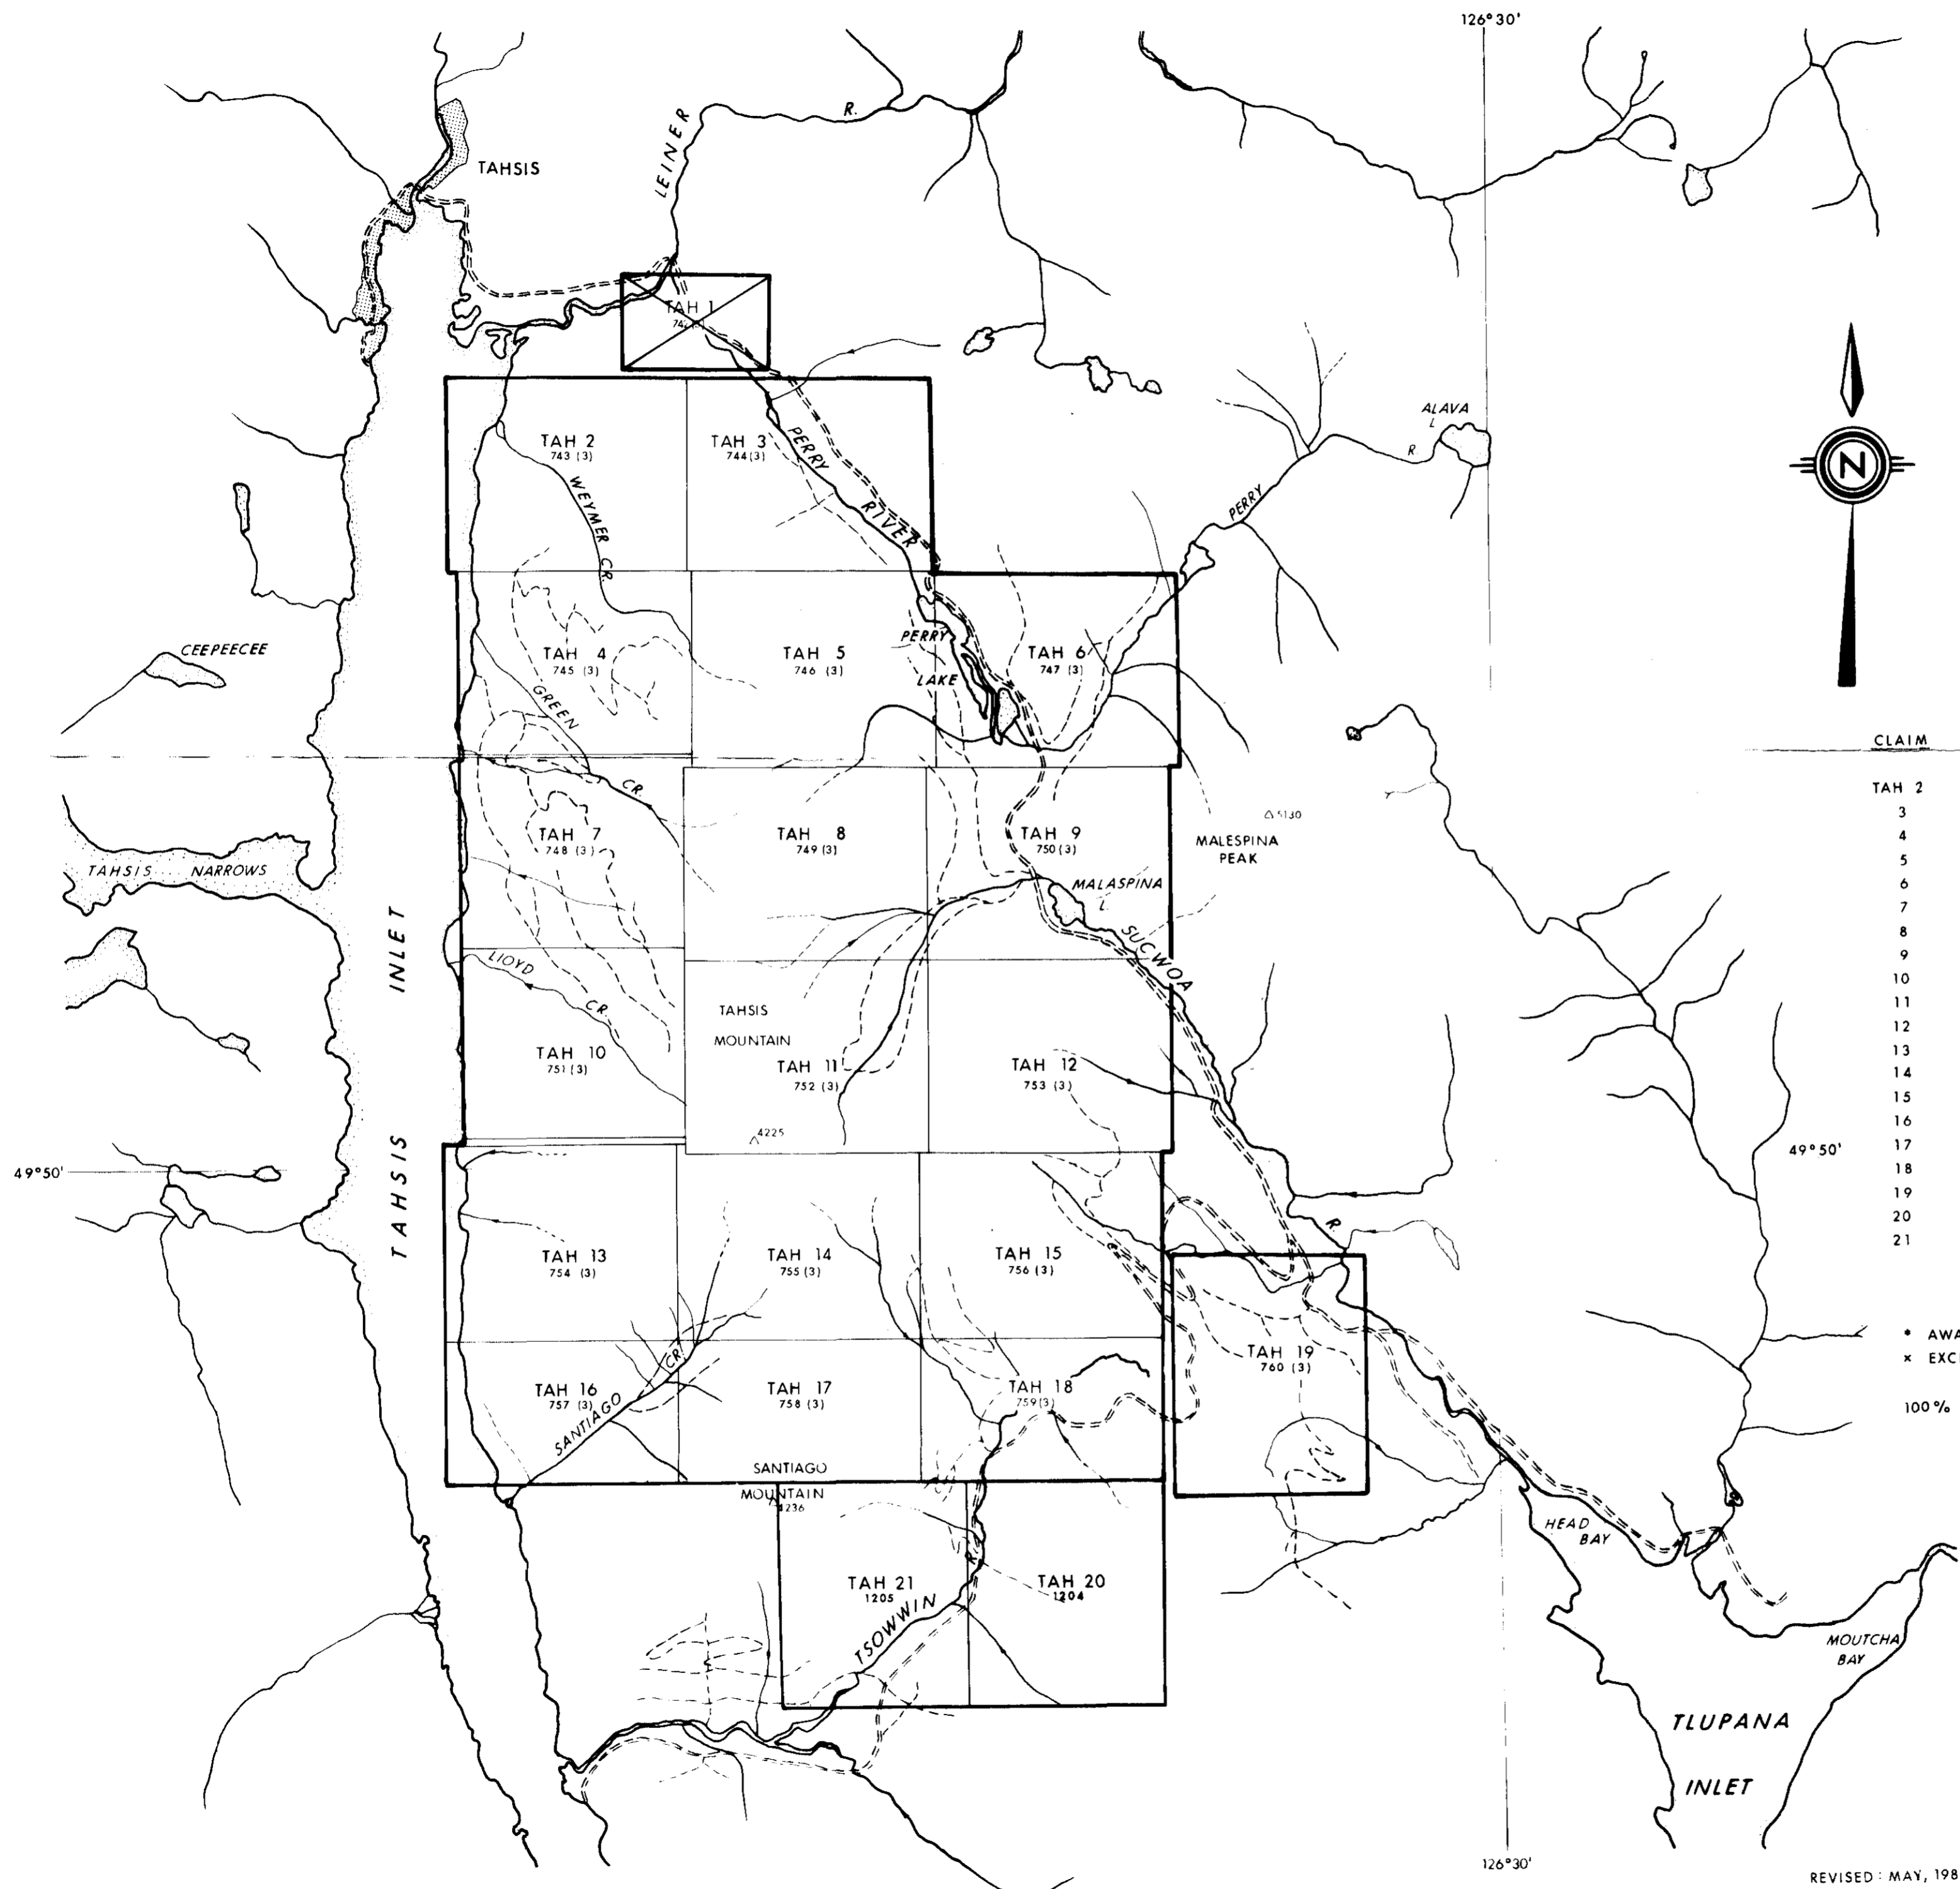 126°30'
TAHSIS
LEINER
R.
TAH 1
TAH 2
743 (3)
TAH 3
744 (3)
PERRY
RIVER
WEYMER CR.
ALAVA
L
R
PERRY
N
CEEPEECEE
TAH 4
745 (3)
GREEN
CR.
TAH 5
746 (3)
PERRY
LAKE
TAH 6
747 (3)
TAH 7
748 (3)
TAH 8
749 (3)
TAH 9
750 (3)
5130
MALESPINA
PEAK
MALASPINA
L.
SUCWOA
R
TAHSIS NARROWS
TAHSIS INLET
LIOYD
CR.
TAH 10
751 (3)
TAHSIS
MOUNTAIN
TAH 11
752 (3)
TAH 12
753 (3)
4225
49°50'
49°50'
TAH 13
754 (3)
TAH 14
755 (3)
TAH 15
756 (3)
TAH 16
757 (3)
SANTIAGO
CR.
TAH 17
758 (3)
TAH 18
759 (3)
TAH 19
760 (3)
SANTIAGO
MOUNTAIN
4236
TAH 21
1205
TAH 20
1204
TSOWWIN
R.
HEAD
BAY
MOUTCHA
BAY
TLUPANA
INLET
126°30'
CLAIM
TAH 2
3
4
5
6
7
8
9
10
11
12
13
14
15
16
17
18
19
20
21
* AWA
x EXC
100 %
REVISED : MAY, 198